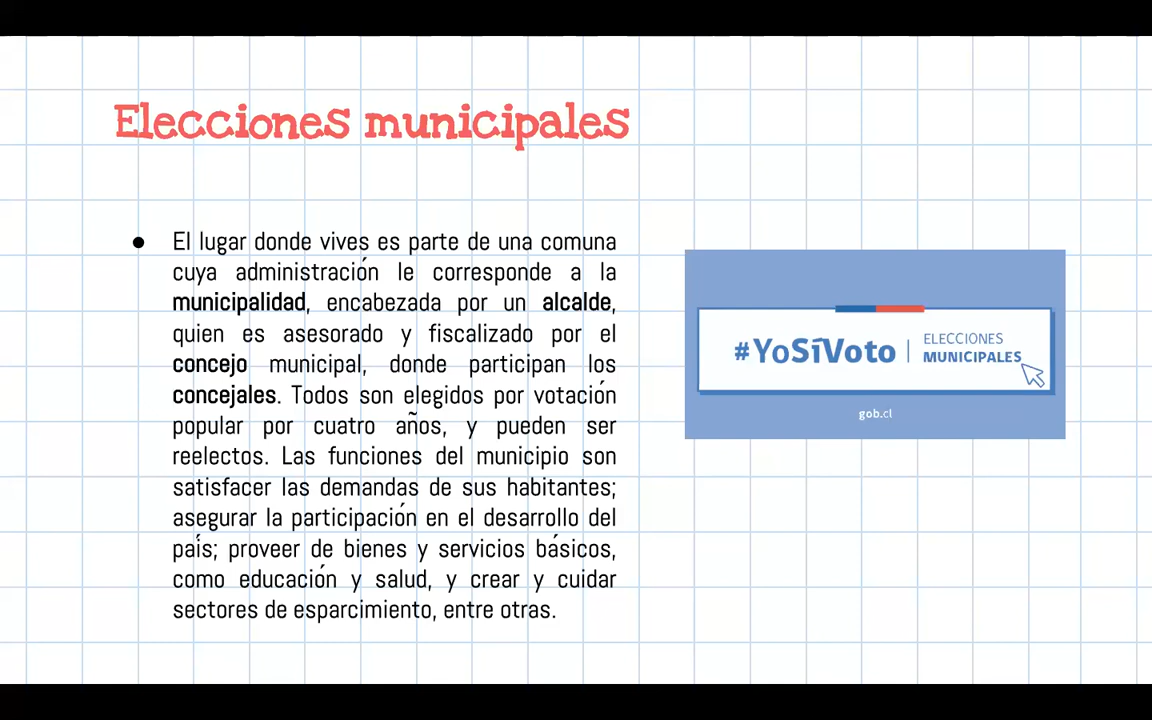 Elecciones municipales
● El lugar donde vives es parte de una comuna
cuya administración le corresponde a la
municipalidad, encabezada por un alcalde,
quien es asesorado y fiscalizado por el
concejo municipal, donde participan los
concejales. Todos son elegidos por votación
popular por cuatro años, y pueden ser
reelectos. Las funciones del municipio son
satisfacer las demandas de sus habitantes;
asegurar la participación en el desarrollo del
país; proveer de bienes y servicios básicos,
como educación y salud, y crear y cuidar
sectores de esparcimiento, entre otras.
#YoSíVoto | ELECCIONES
MUNICIPALES
gob.cl